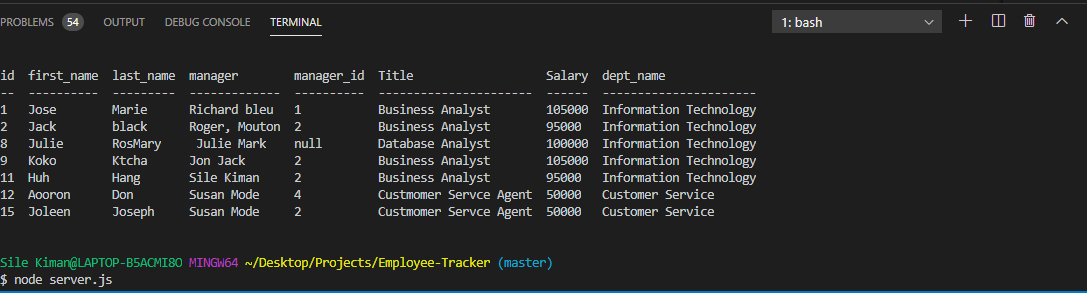 PROBLEMS 54 OUTPUT DEBUG CONSOLE TERMINAL 1: bash
id first_name last_name manager manager_id Title Salary dept_name
-- ---------- --------- ------------- ---------- ---------------------- ------ ----------------------
1 Jose Marie Richard bleu 1 Business Analyst 105000 Information Technology
2 Jack black Roger, Mouton 2 Business Analyst 95000 Information Technology
8 Julie RosMary Julie Mark null Database Analyst 100000 Information Technology
9 Koko Ktcha Jon Jack 2 Business Analyst 105000 Information Technology
11 Huh Hang Sile Kiman 2 Business Analyst 95000 Information Technology
12 Aooron Don Susan Mode 4 Custmomer Servce Agent 50000 Customer Service
15 Joleen Joseph Susan Mode 2 Custmomer Servce Agent 50000 Customer Service
Sile Kiman@LAPTOP-B5ACMI8O MINGW64 ~/Desktop/Projects/Employee-Tracker (master)
$ node server.js